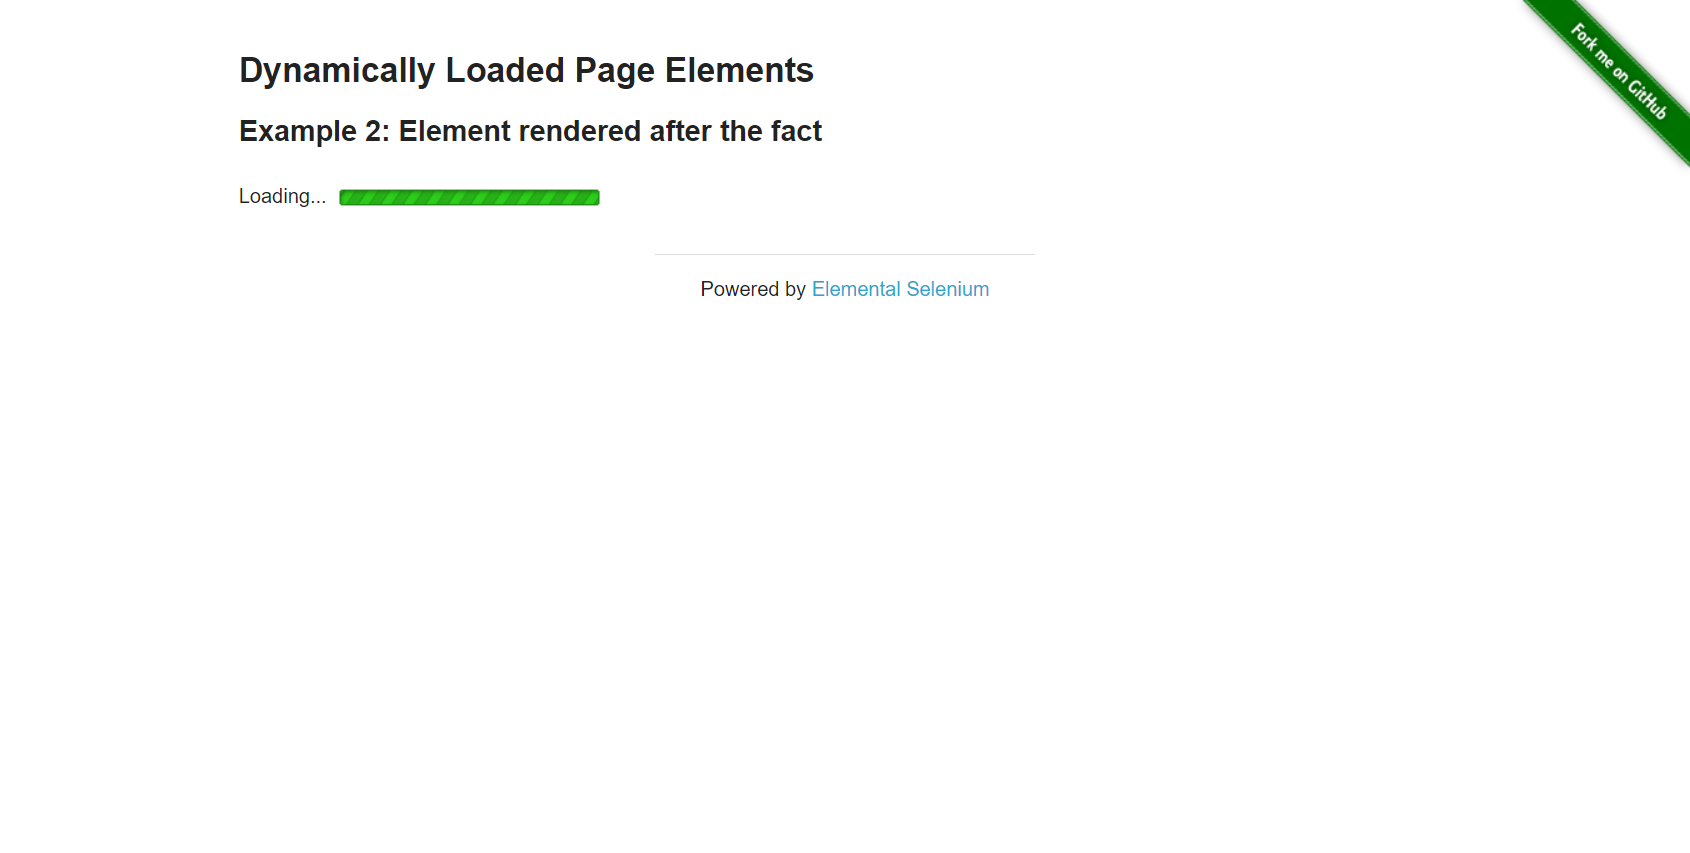 Fork me on GitHub
Dynamically Loaded Page Elements
Example 2: Element rendered after the fact
Loading...
Powered by Elemental Selenium